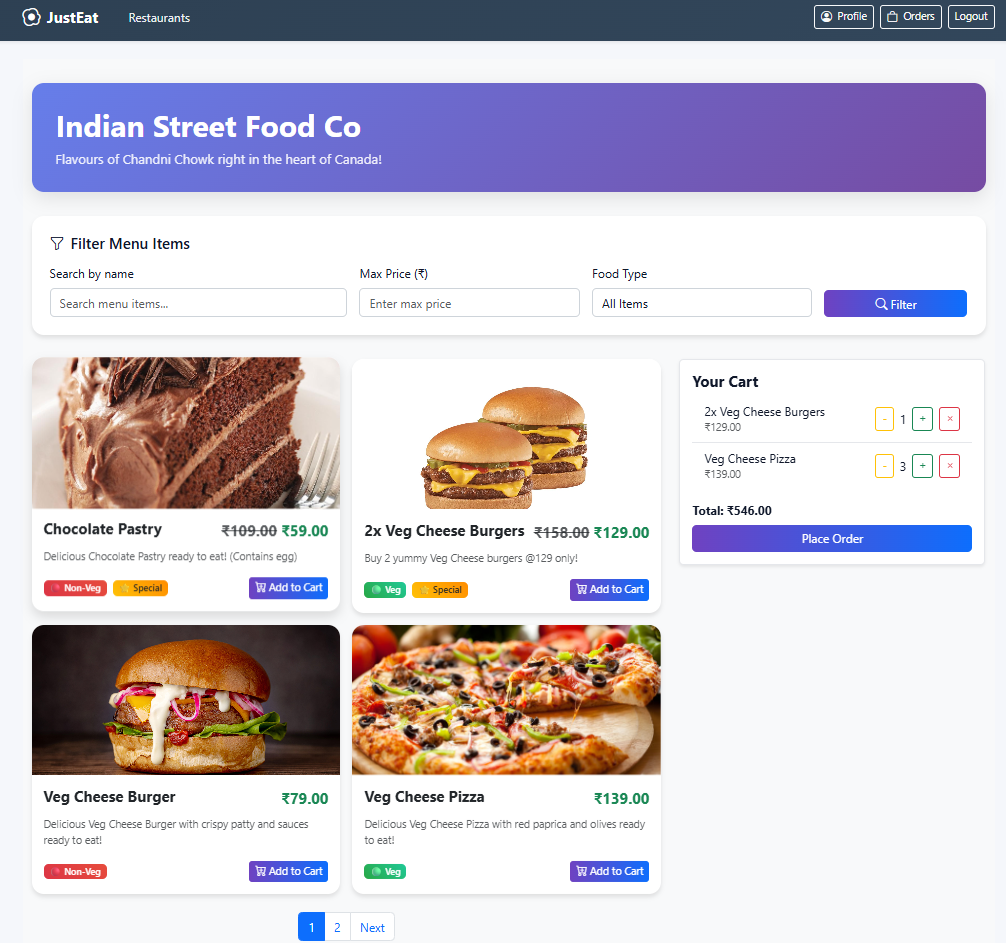 JustEat
Restaurants
Profile
Orders
Logout
Indian Street Food Co
Flavours of Chandni Chowk right in the heart of Canada!
Filter Menu Items
Search by name
Max Price (₹)
Food Type
Search menu items...
Enter max price
All Items
Filter
Chocolate Pastry
₹109.00 ₹59.00
Delicious Chocolate Pastry ready to eat! (Contains egg)
Non-Veg
Special
Add to Cart
2x Veg Cheese Burgers
₹158.00 ₹129.00
Buy 2 yummy Veg Cheese burgers @129 only!
Veg
Special
Add to Cart
Your Cart
2x Veg Cheese Burgers
₹129.00
- 1 + ×
Veg Cheese Pizza
₹139.00
- 3 + ×
Total: ₹546.00
Place Order
Veg Cheese Burger
₹79.00
Delicious Veg Cheese Burger with crispy patty and sauces
ready to eat!
Non-Veg
Add to Cart
Veg Cheese Pizza
₹139.00
Delicious Veg Cheese Pizza with red paprica and olives ready
to eat!
Veg
Add to Cart
1 2 Next